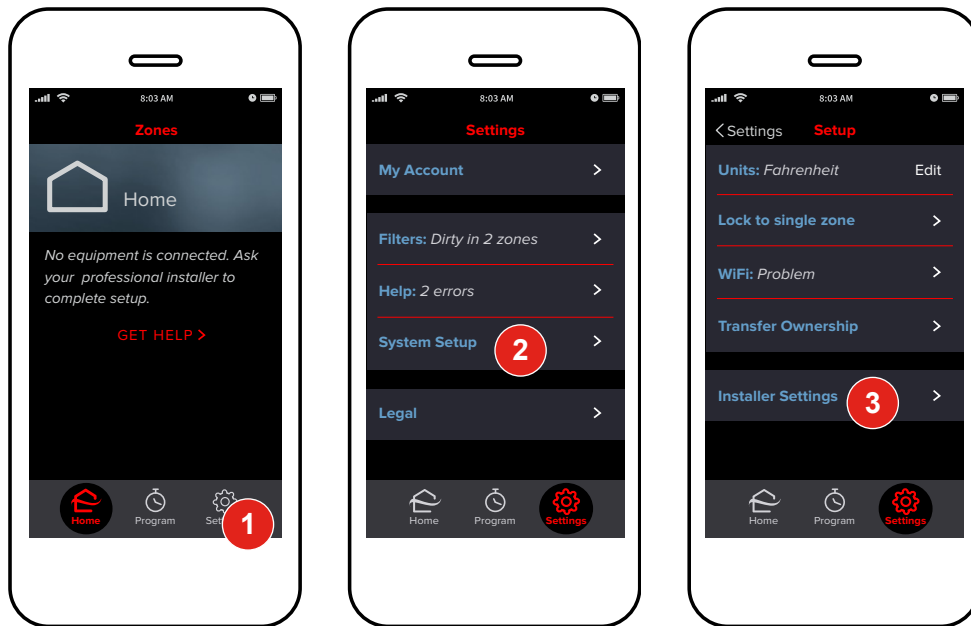 8:03 AM
Zones
Home
No equipment is connected. Ask
your professional installer to
complete setup.
GET HELP >
Home
Program
1
8:03 AM
Settings
My Account >
Filters: Dirty in 2 zones >
Help: 2 errors >
System Setup 2 >
Legal >
Home
Program
Settings
8:03 AM
< Settings Setup
Units: Fahrenheit Edit
Lock to single zone >
WiFi: Problem >
Transfer Ownership >
Installer Settings 3 >
Home
Program
Settings